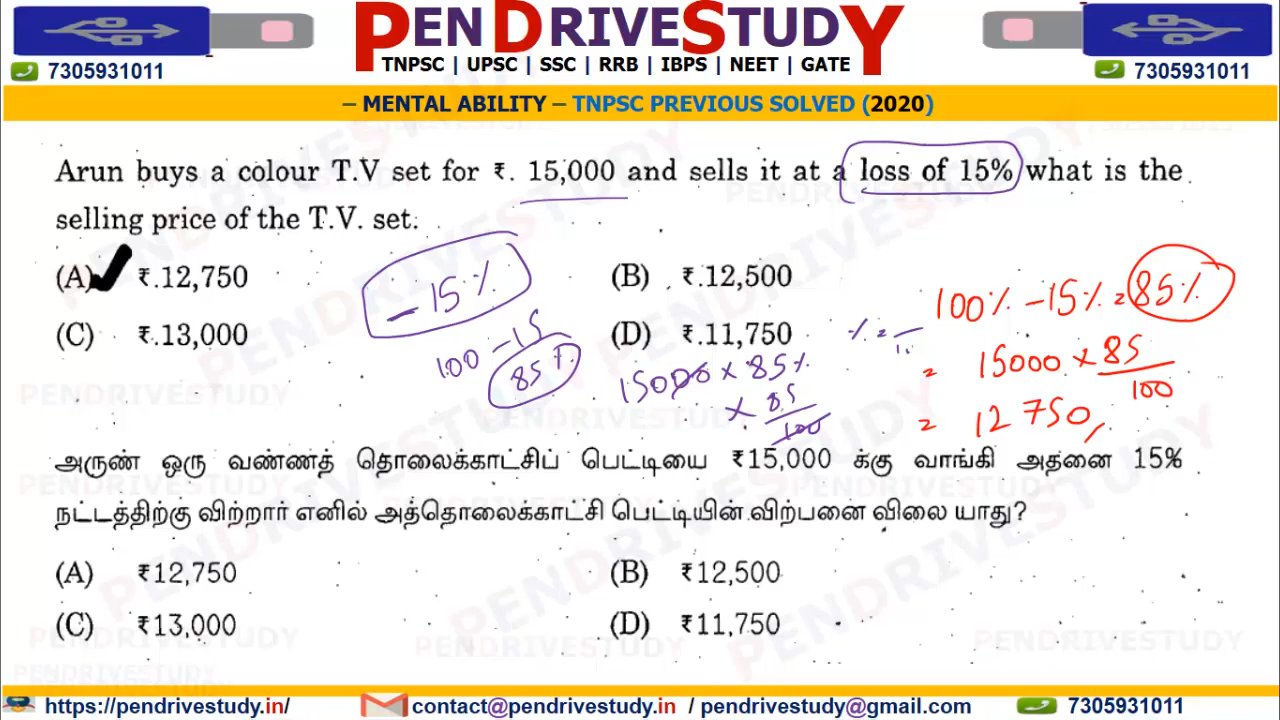 PENDRIVESTUDY
TNPSC | UPSC | SSC | RRB | IBPS | NEET | GATE
7305931011
7305931011
– MENTAL ABILITY – TNPSC PREVIOUS SOLVED (2020)
Arun buys a colour T.V set for ₹. 15,000 and sells it at a loss of 15% what is the
selling price of the T.V. set.
(A) ₹.12,750
(B) ₹.12,500
(C) ₹.13,000
(D) ₹.11,750
– 15 %
100 – 15
85 %
15000 × 85 %
× 85
100
100% – 15% = 85%
= 15000 × 85
100
= 12750
அருண் ஒரு வண்ணத் தொலைக்காட்சிப் பெட்டியை ₹15,000 க்கு வாங்கி அதனை 15%
நட்டத்திற்கு விற்றார் எனில் அத்தொலைக்காட்சி பெட்டியின் விற்பனை விலை யாது?
(A) ₹12,750
(B) ₹12,500
(C) ₹13,000
(D) ₹11,750
https://pendrivestudy.in/
contact@pendrivestudy.in / pendrivestudy@gmail.com
7305931011